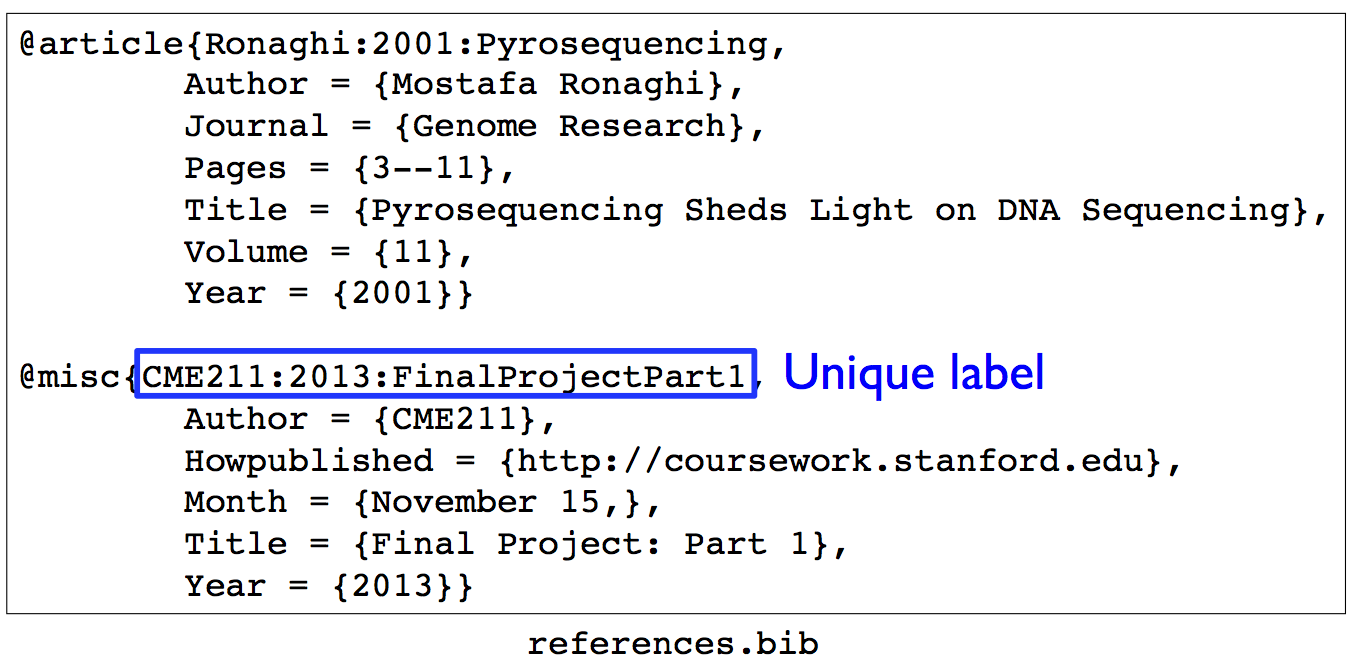 @article{Ronaghi:2001:Pyrosequencing,
Author = {Mostafa Ronaghi},
Journal = {Genome Research},
Pages = {3--11},
Title = {Pyrosequencing Sheds Light on DNA Sequencing},
Volume = {11},
Year = {2001}}
@misc{CME211:2013:FinalProjectPart1, Unique label
Author = {CME211},
Howpublished = {http://coursework.stanford.edu},
Month = {November 15,},
Title = {Final Project: Part 1},
Year = {2013}}
references.bib